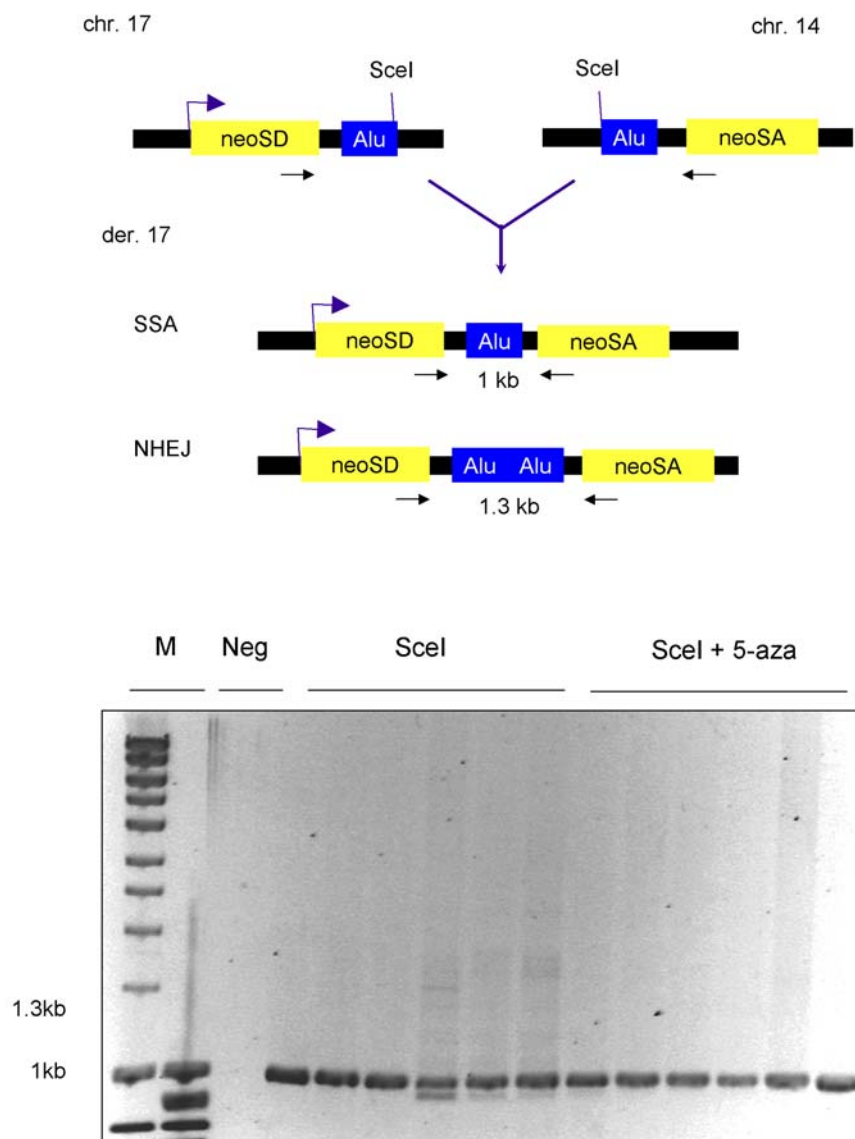 chr. 17
chr. 14
SceI
SceI
neoSD
Alu
Alu
neoSA
der. 17
SSA
neoSD
Alu
neoSA
1 kb
NHEJ
neoSD
Alu Alu
neoSA
1.3 kb
M Neg SceI SceI + 5-aza
1.3kb
1kb